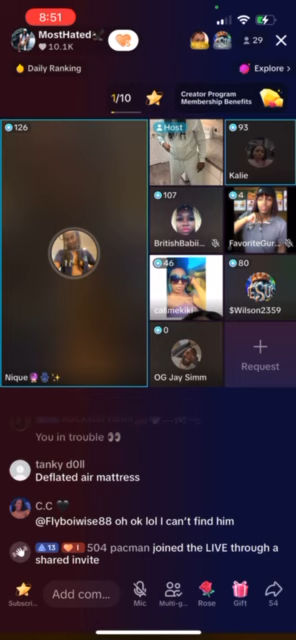 8:51
MostHated
10.1K
29
Daily Ranking
Explore >
1/10
Creator Program
Membership Benefits
126
Host
93
Kalie
107
BritishBabii...
4
FavoriteGur...
46
calmekiki
80
$Wilson2359
Nique
0
OG Jay Simm
Request
You in trouble
tanky d0ll
Deflated air mattress
C.C
@Flyboiwise88 oh ok lol I can't find him
13 1 504 pacman joined the LIVE through a
shared invite
Subscri...
Add com...
Mic
Multi-g...
Rose
Gift
54